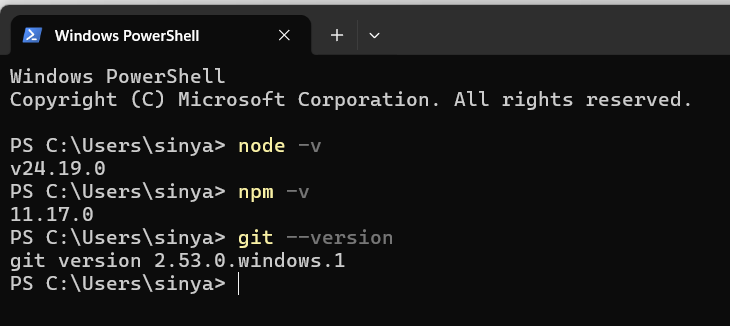 Windows PowerShell
Windows PowerShell
Copyright (C) Microsoft Corporation. All rights reserved.
PS C:\Users\sinya> node -v
v24.19.0
PS C:\Users\sinya> npm -v
11.17.0
PS C:\Users\sinya> git --version
git version 2.53.0.windows.1
PS C:\Users\sinya>